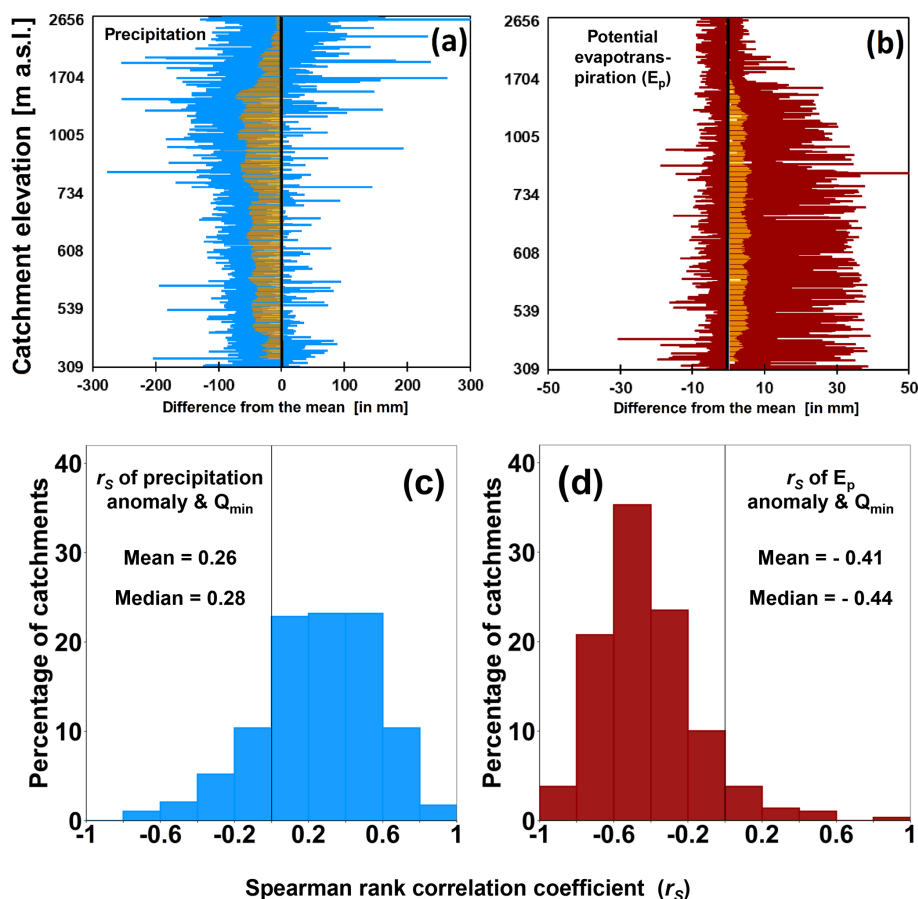 Catchment elevation [m a.s.l.]
2656
1704
1005
734
608
539
309
Precipitation
(a)
-300
-200
-100
0
100
200
300
Difference from the mean [in mm]
2656
1704
1005
734
608
539
309
Potential
evapotrans-
piration (Ep)
(b)
-50
-30
-10
10
30
50
Difference from the mean [in mm]
Percentage of catchments
40
30
20
10
0
rS of precipitation
anomaly & Qmin
Mean = 0.26
Median = 0.28
(c)
-1
-0.6
-0.2
0.2
0.6
1
Percentage of catchments
40
30
20
10
0
(d)
rS of Ep
anomaly & Qmin
Mean = - 0.41
Median = - 0.44
-1
-0.6
-0.2
0.2
0.6
1
Spearman rank correlation coefficient (rS)